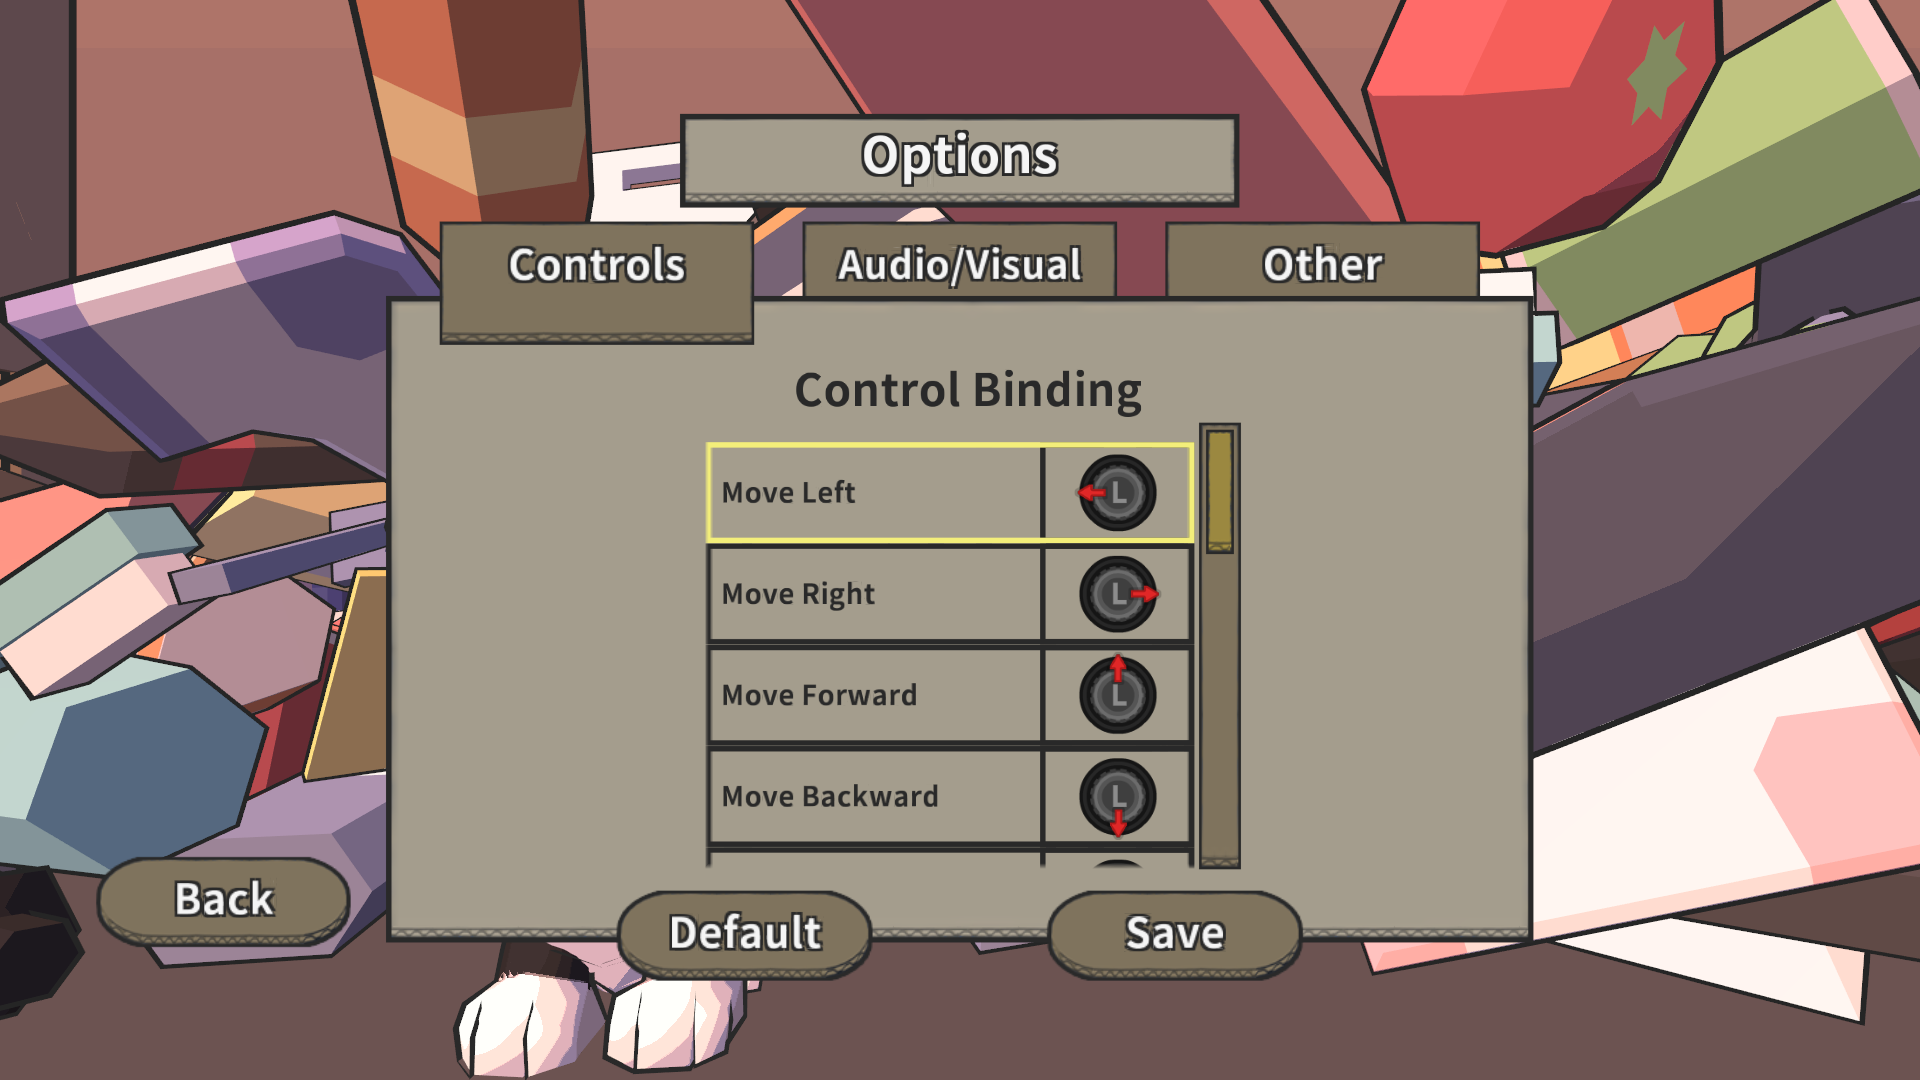 Options
Controls
Audio/Visual
Other
Control Binding
Move Left
L
Move Right
L
Move Forward
L
Move Backward
L
Back
Default
Save